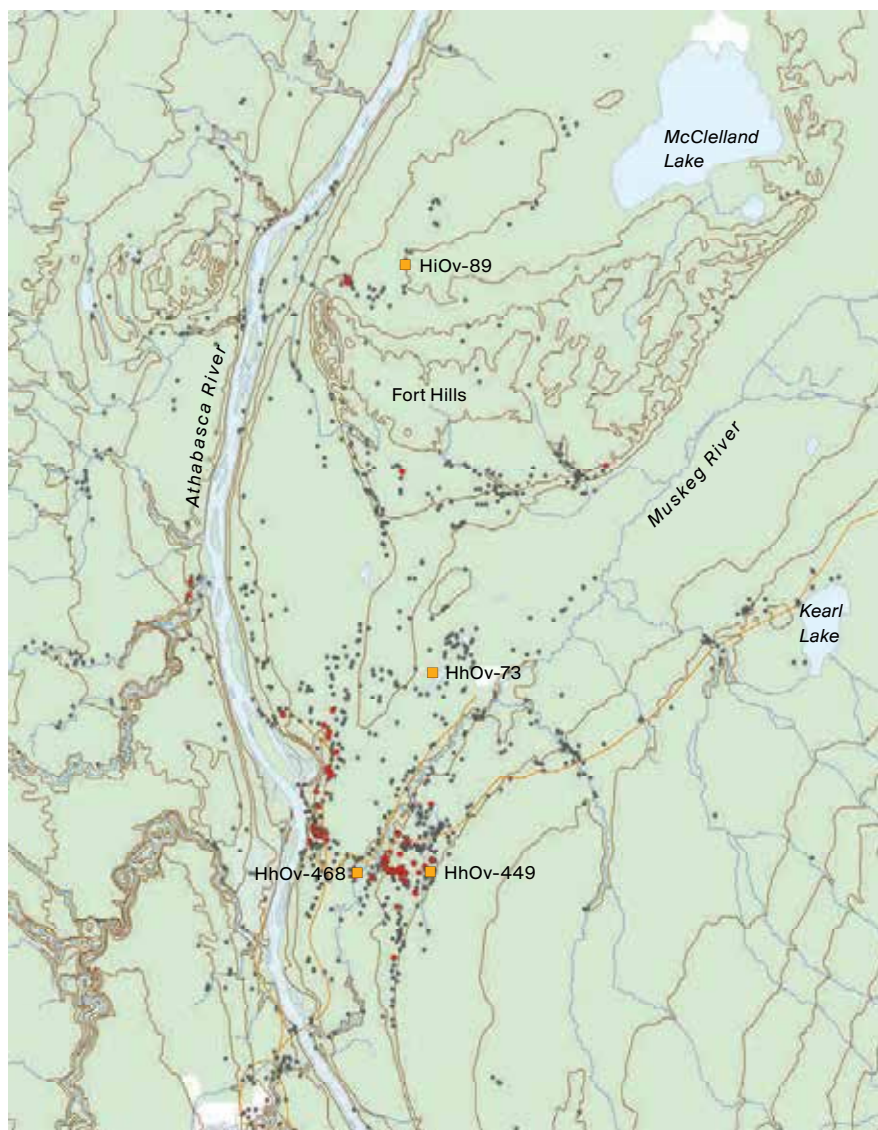 McClelland
Lake
HiOv-89
Athabasca River
Fort Hills
Muskeg River
Kearl
Lake
HhOv-73
HhOv-468
HhOv-449